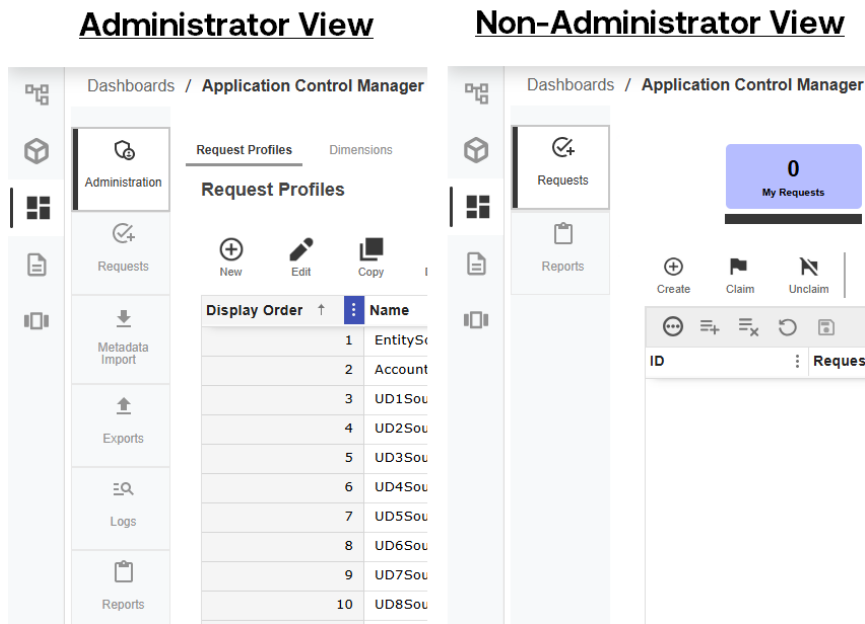 Administrator View
Dashboards / Application Control Manager
Administration
Requests
Metadata
Import
Exports
Logs
Reports
Request Profiles Dimensions
Request Profiles
New Edit Copy
Display Order ↑ Name
1
2 Account
3
4
5
6
7
8
9
10
Non-Administrator View
Dashboards / Application Control Manager
Requests
Reports
0
My Requests
Create Claim Unclaim
ID